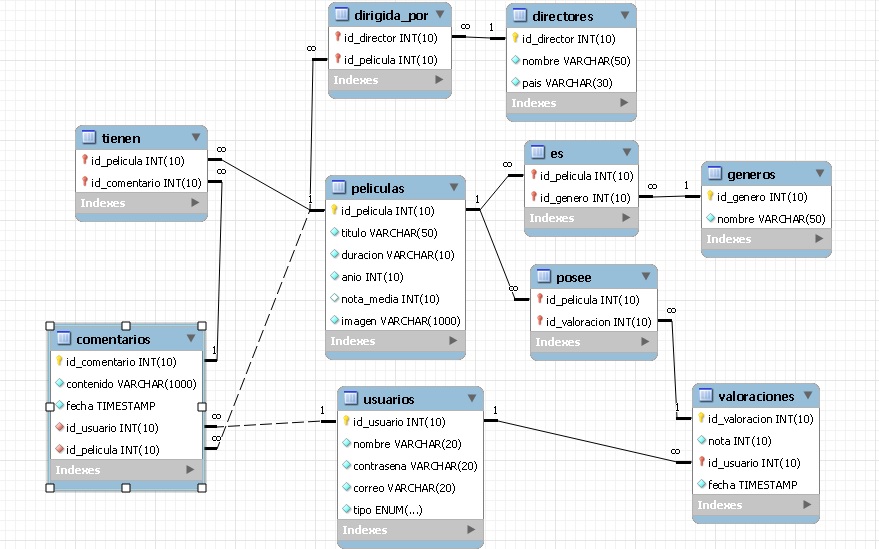 dirigida_por
id_director INT(10)
id_pelicula INT(10)
Indexes
∞
1
∞
directores
id_director INT(10)
nombre VARCHAR(50)
pais VARCHAR(30)
Indexes
tienen
id_pelicula INT(10)
id_comentario INT(10)
Indexes
∞
∞
1
peliculas
id_pelicula INT(10)
titulo VARCHAR(50)
duracion VARCHAR(10)
anio INT(10)
nota_media INT(10)
imagen VARCHAR(1000)
Indexes
1
∞
∞
es
id_pelicula INT(10)
id_genero INT(10)
Indexes
∞
1
generos
id_genero INT(10)
nombre VARCHAR(50)
Indexes
posee
id_pelicula INT(10)
id_valoracion INT(10)
Indexes
∞
comentarios
id_comentario INT(10)
contenido VARCHAR(1000)
fecha TIMESTAMP
id_usuario INT(10)
id_pelicula INT(10)
Indexes
1
∞
∞
1
usuarios
id_usuario INT(10)
nombre VARCHAR(20)
contrasena VARCHAR(20)
correo VARCHAR(20)
tipo ENUM(...)
Indexes
1
1
∞
valoraciones
id_valoracion INT(10)
nota INT(10)
id_usuario INT(10)
fecha TIMESTAMP
Indexes